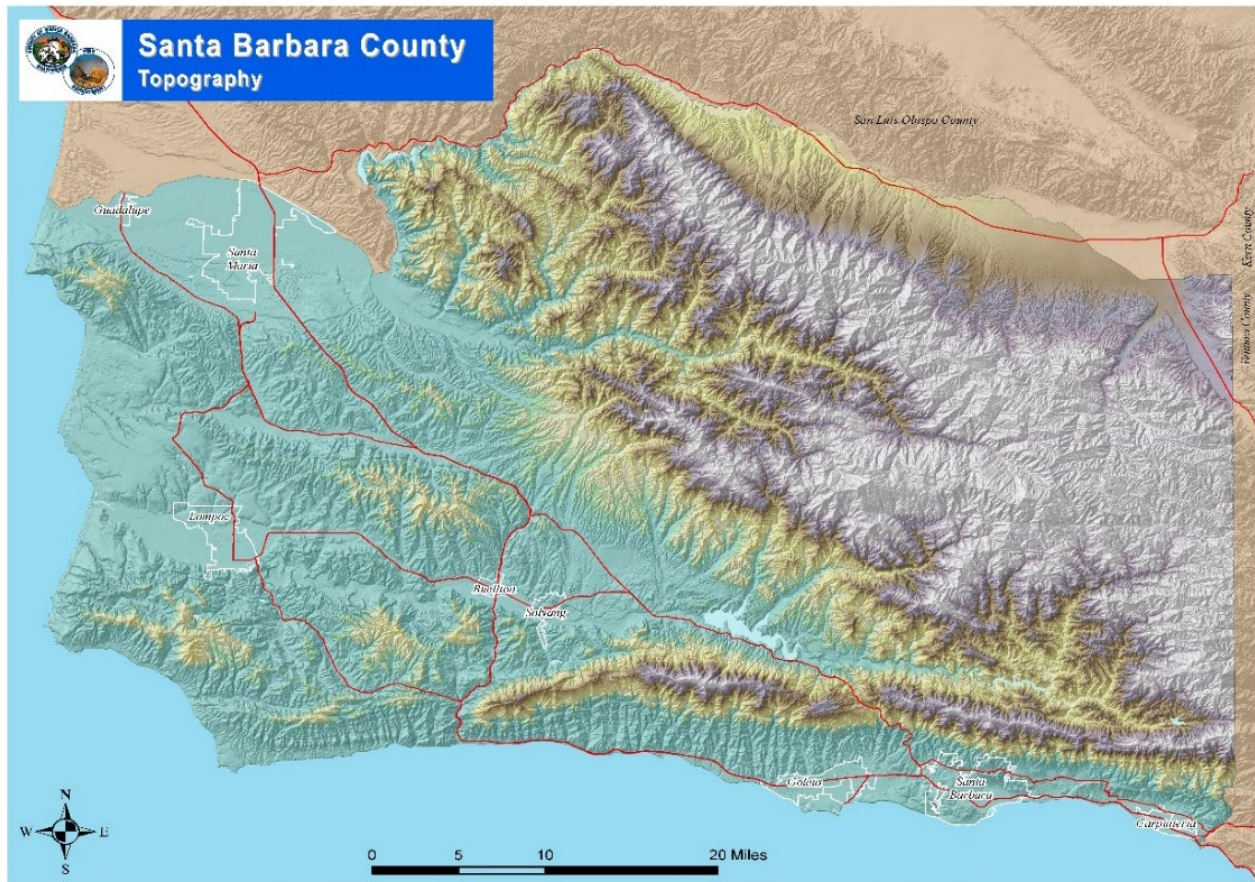 Santa Barbara County
Topography
San Luis Obispo County
Kern County
Ventura County
Guadalupe
Santa
Maria
Lompoc
Buellton
Solvang
Goleta
Santa
Barbara
Carpinteria
N
W
E
S
0
5
10
20 Miles